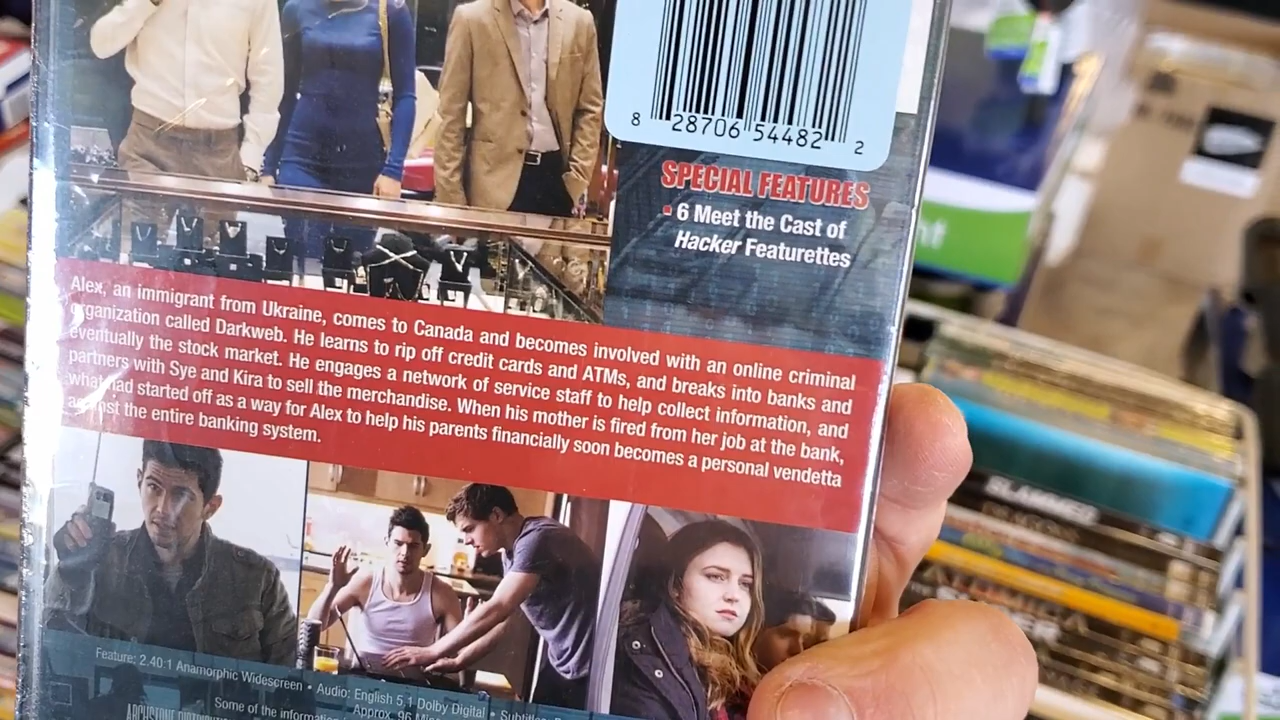 8 28706 54482 2
SPECIAL FEATURES
• 6 Meet the Cast of
Hacker Featurettes
Alex, an immigrant from Ukraine, comes to Canada and becomes involved with an online criminal
organization called Darkweb. He learns to rip off credit cards and ATMs, and breaks into banks and
eventually the stock market. He engages a network of service staff to help collect information, and
partners with Sye and Kira to sell the merchandise. When his mother is fired from her job at the bank,
what had started off as a way for Alex to help his parents financially soon becomes a personal vendetta
against the entire banking system.
Feature: 2.40:1 Anamorphic Widescreen • Audio: English 5.1 Dolby Digital •
Approx. 96
Some of the
SLAMMED